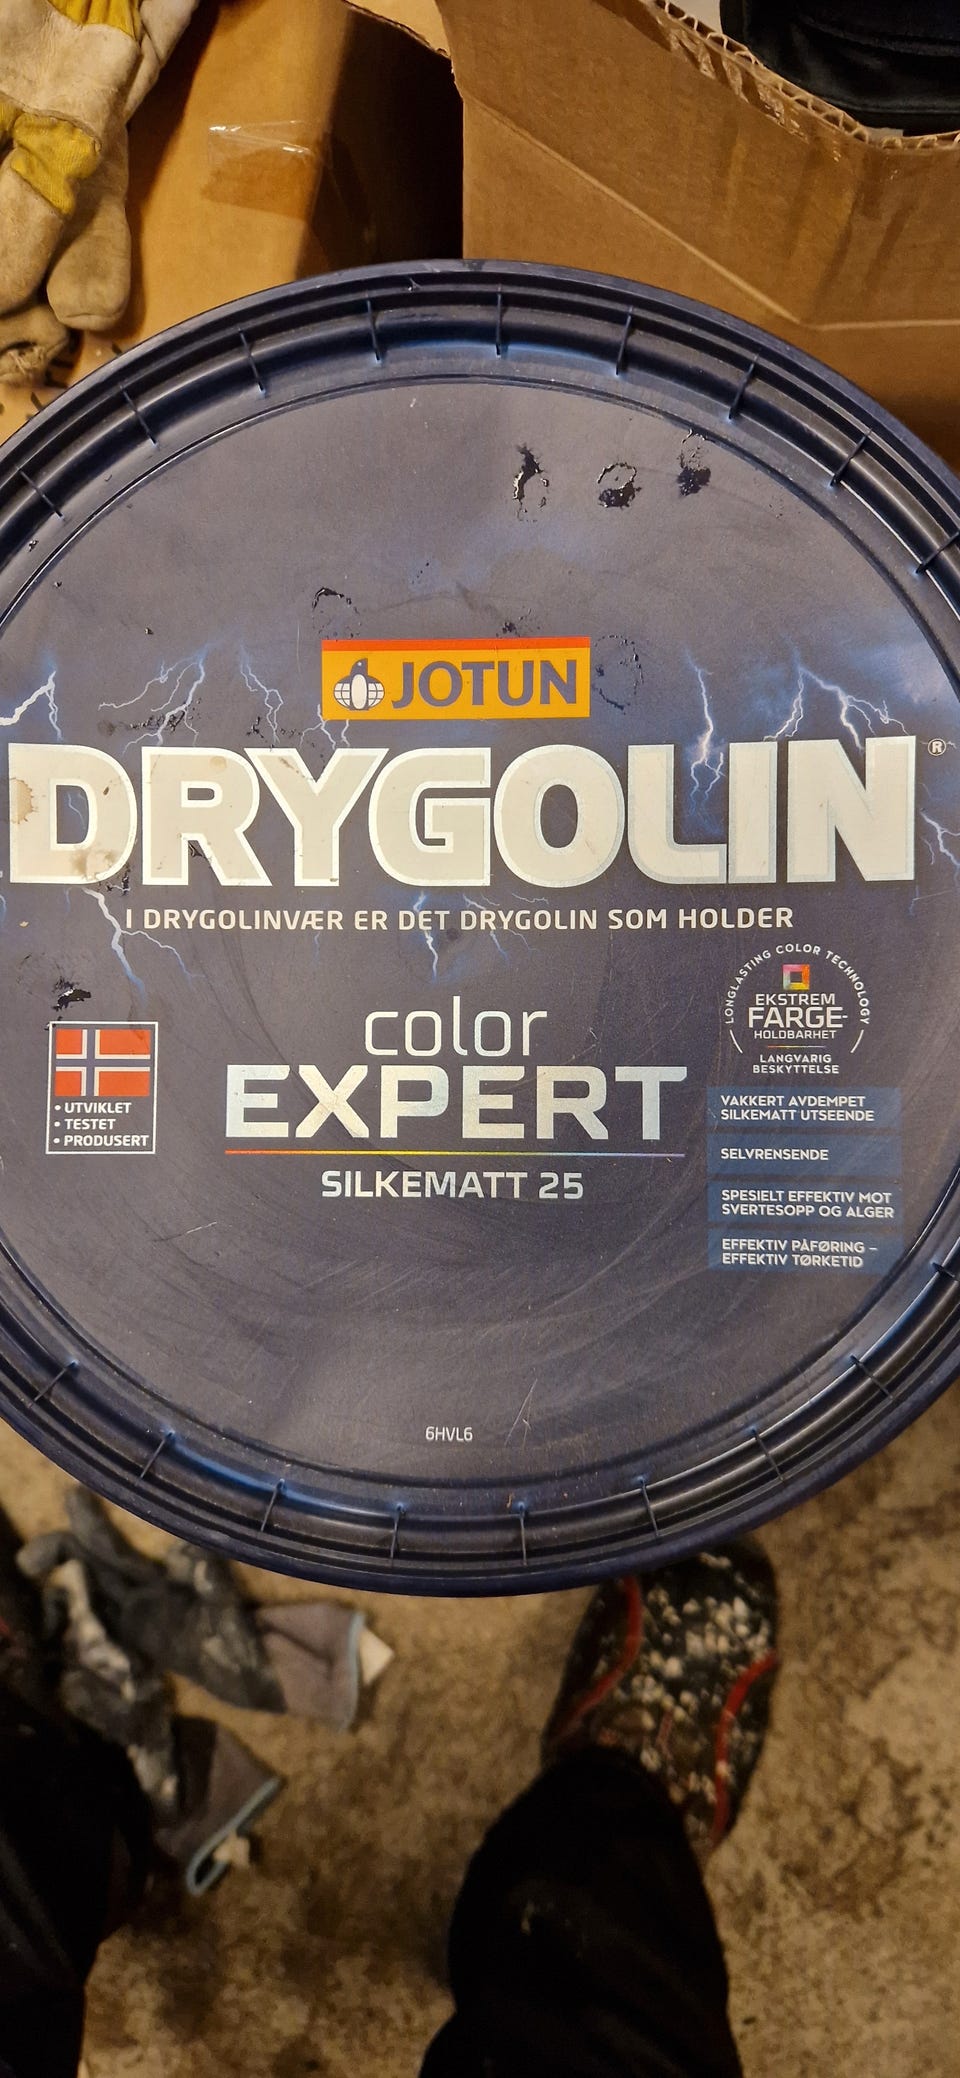 JOTUN
DRYGOLIN®
I DRYGOLINVÆR ER DET DRYGOLIN SOM HOLDER
color
EXPERT
SILKEMATT 25
• UTVIKLET
• TESTET
• PRODUSERT
LONGLASTING COLOR TECHNOLOGY
EKSTREM
FARGE-
HOLDBARHET
LANGVARIG
BESKYTTELSE
VAKKERT AVDEMPET
SILKEMATT UTSEENDE
SELVRENSENDE
SPESIELT EFFEKTIV MOT
SVERTESOPP OG ALGER
EFFEKTIV PÅFØRING –
EFFEKTIV TØRKETID
6HVL6